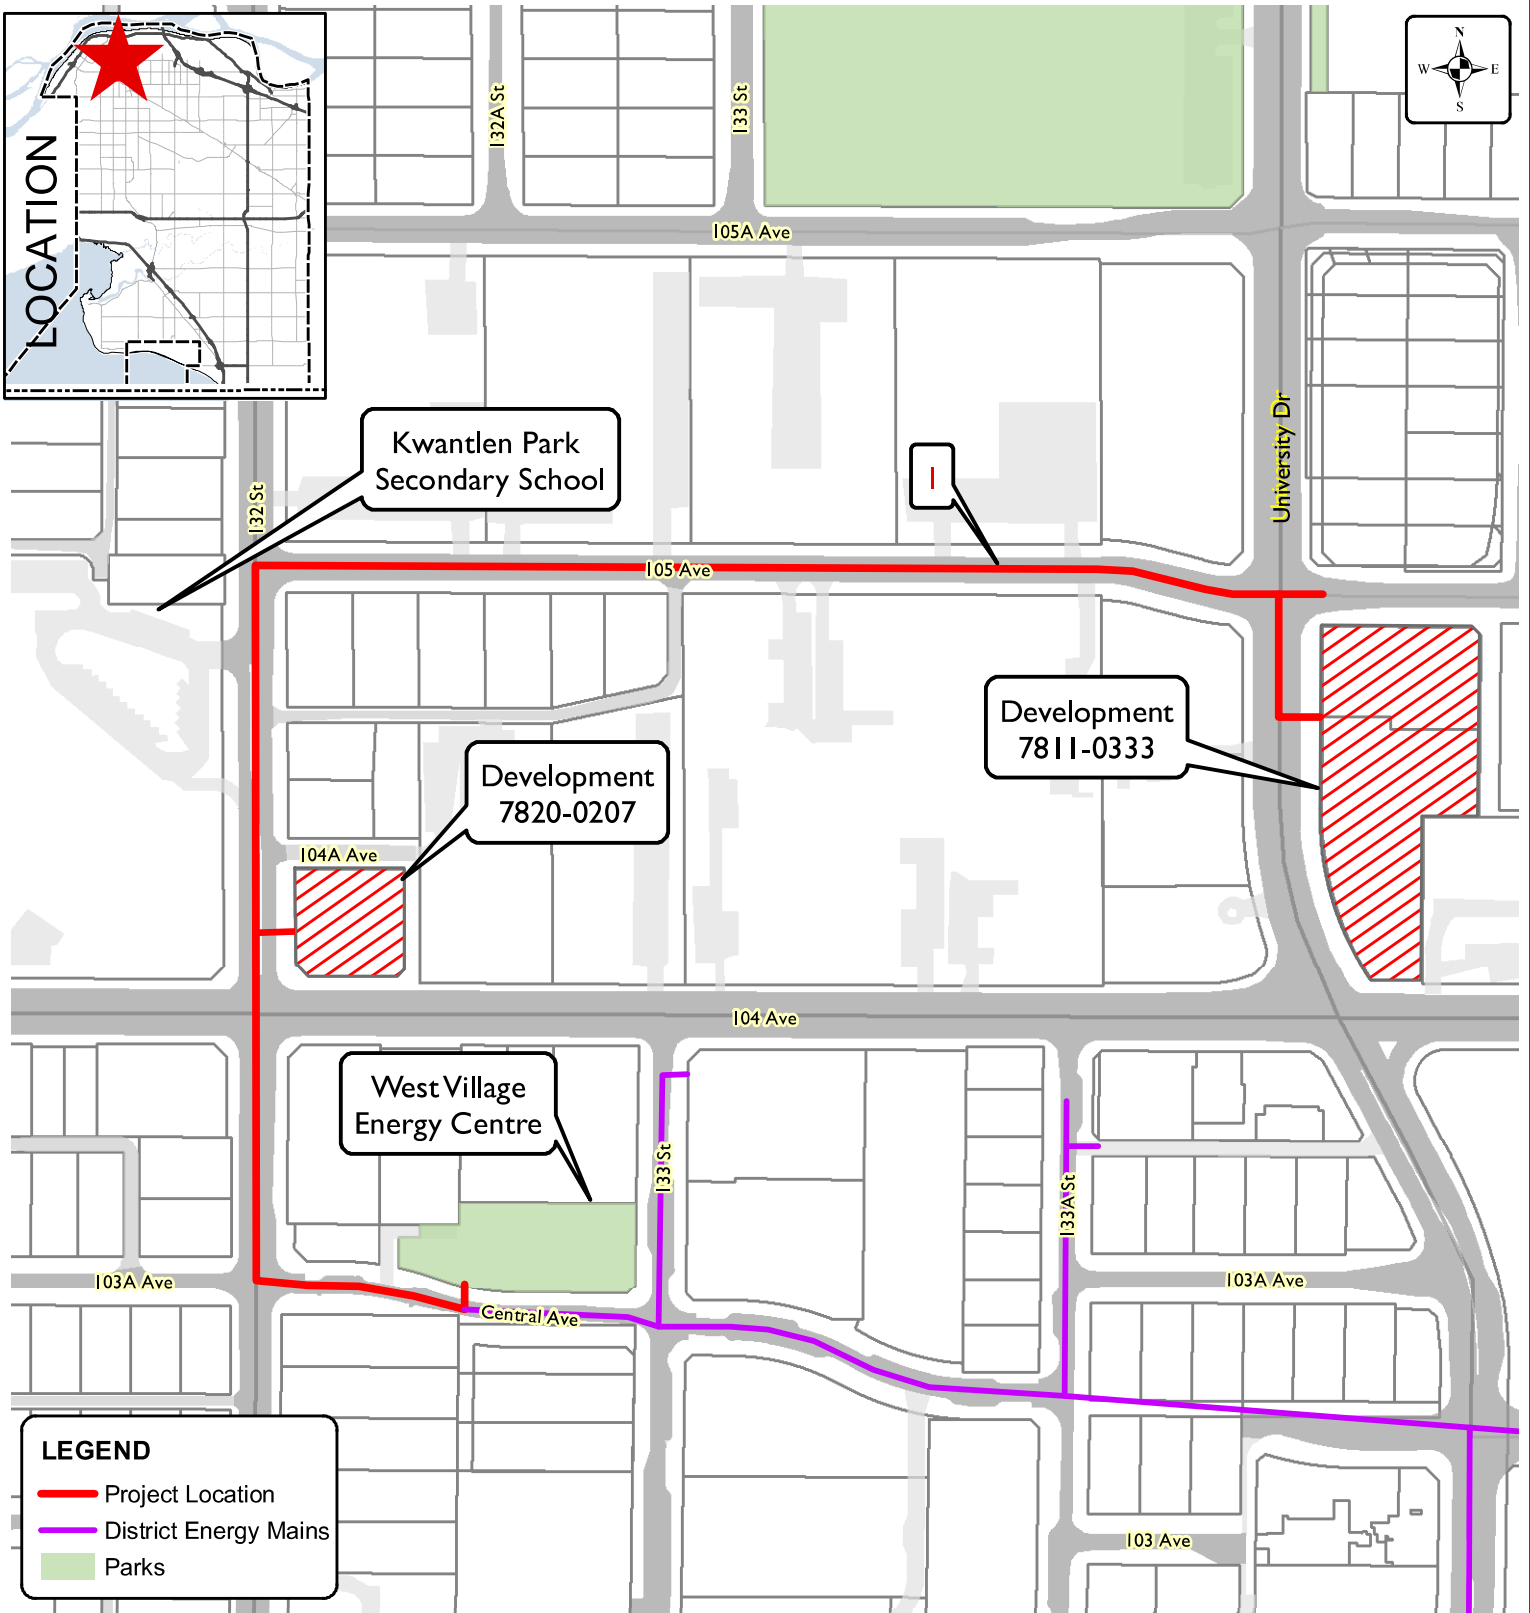 LOCATION
N
W
E
S
132A St
133 St
105A Ave
University Dr
Kwantlen Park
Secondary School
1
132 St
105 Ave
Development
7811-0333
Development
7820-0207
104A Ave
104 Ave
West Village
Energy Centre
133 St
133A St
103A Ave
103A Ave
Central Ave
103 Ave
LEGEND
Project Location
District Energy Mains
Parks